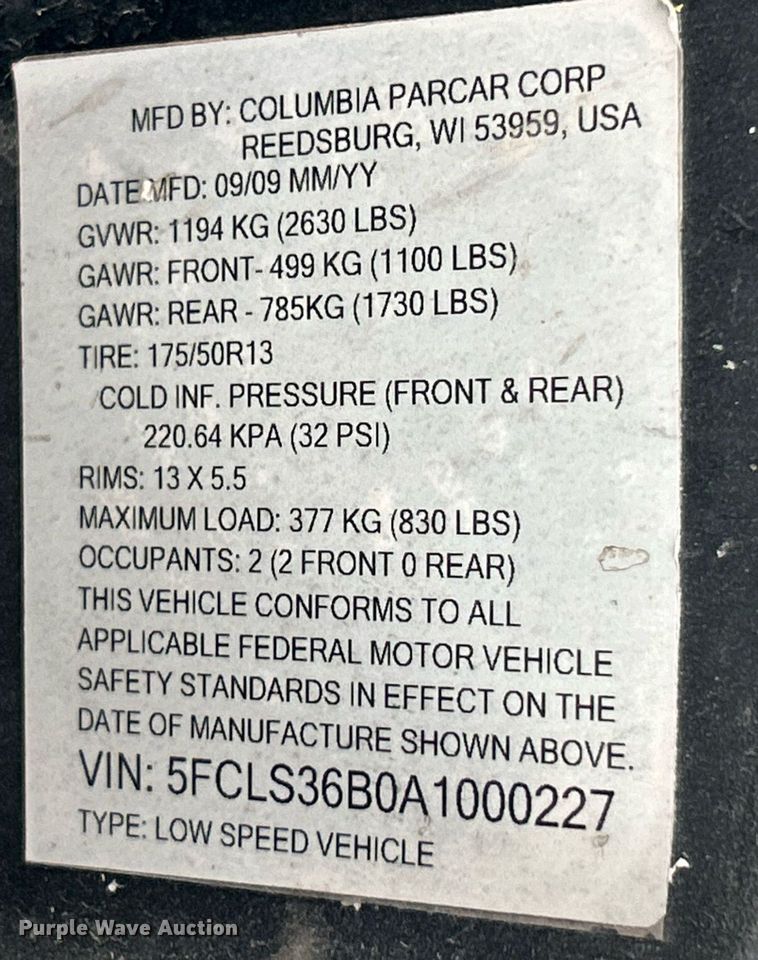 MFD BY: COLUMBIA PARCAR CORP
REEDSBURG, WI 53959, USA
DATE MFD: 09/09 MM/YY
GVWR: 1194 KG (2630 LBS)
GAWR: FRONT- 499 KG (1100 LBS)
GAWR: REAR - 785KG (1730 LBS)
TIRE: 175/50R13
COLD INF. PRESSURE (FRONT & REAR)
220.64 KPA (32 PSI)
RIMS: 13 X 5.5
MAXIMUM LOAD: 377 KG (830 LBS)
OCCUPANTS: 2 (2 FRONT 0 REAR)
THIS VEHICLE CONFORMS TO ALL
APPLICABLE FEDERAL MOTOR VEHICLE
SAFETY STANDARDS IN EFFECT ON THE
DATE OF MANUFACTURE SHOWN ABOVE.
VIN: 5FCLS36B0A1000227
TYPE: LOW SPEED VEHICLE
Purple Wave Auction